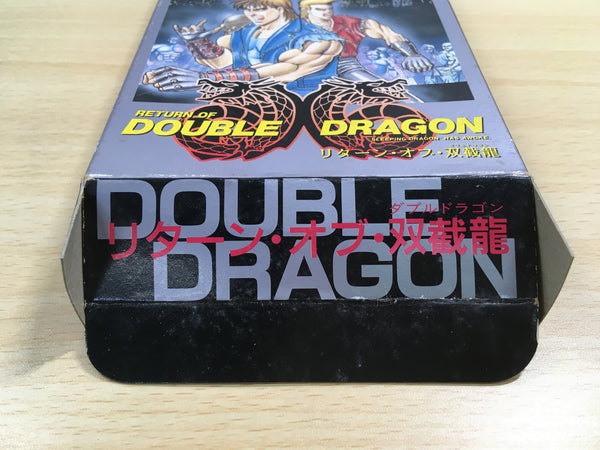 RETURN OF
DOUBLE DRAGON
SLEEPING DRAGON HAS AWOKE
リターン・オブ・双截龍
DOUBLE
ダブルドラゴン
リターン・オブ・双截龍
DRAGON